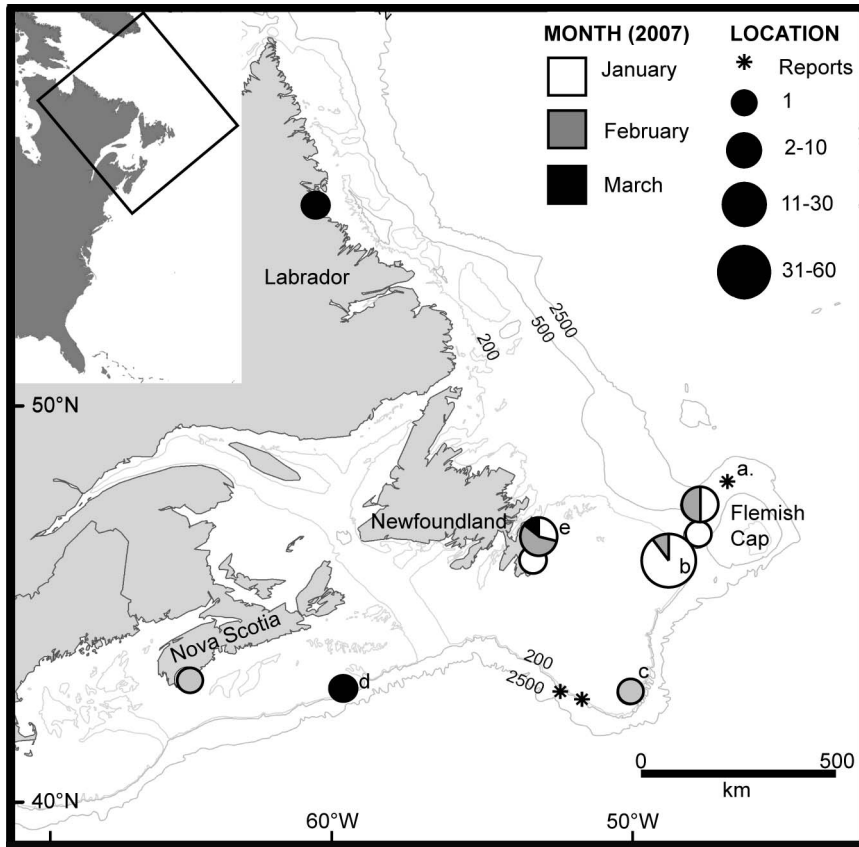 MONTH (2007)
January
February
March
LOCATION
Reports
1
2-10
11-30
31-60
Labrador
200
500
2500
50°N
a.
Newfoundland
e
Flemish
Cap
b
Nova Scotia
d
200
2500
c
0
500
km
40°N
60°W
50°W